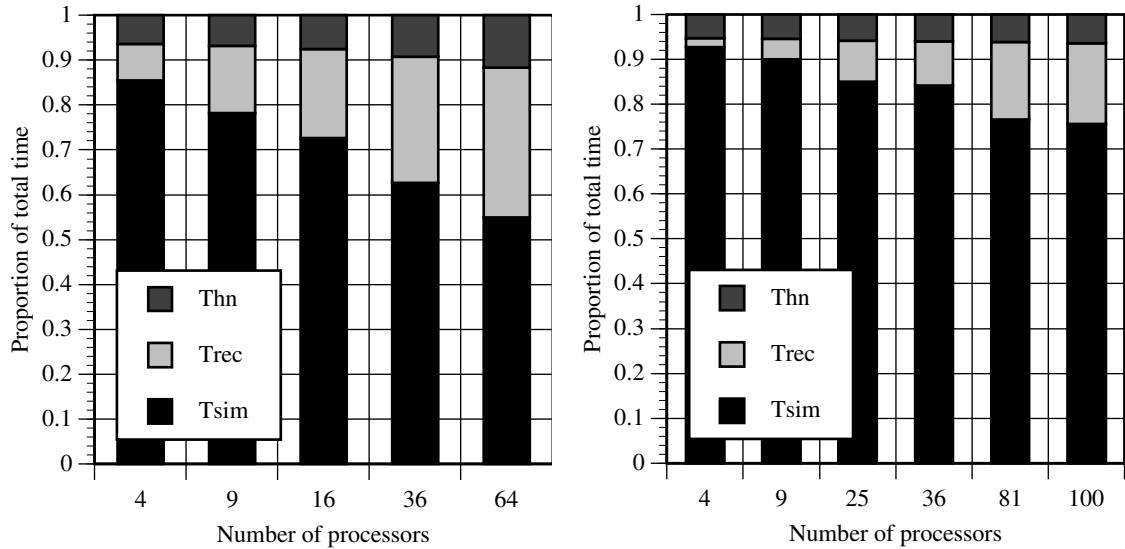 Proportion of total time
1
0.9
0.8
0.7
0.6
0.5
0.4
0.3
0.2
0.1
0
Thn
Trec
Tsim
4 9 16 36 64
Number of processors
Proportion of total time
1
0.9
0.8
0.7
0.6
0.5
0.4
0.3
0.2
0.1
0
Thn
Trec
Tsim
4 9 25 36 81 100
Number of processors